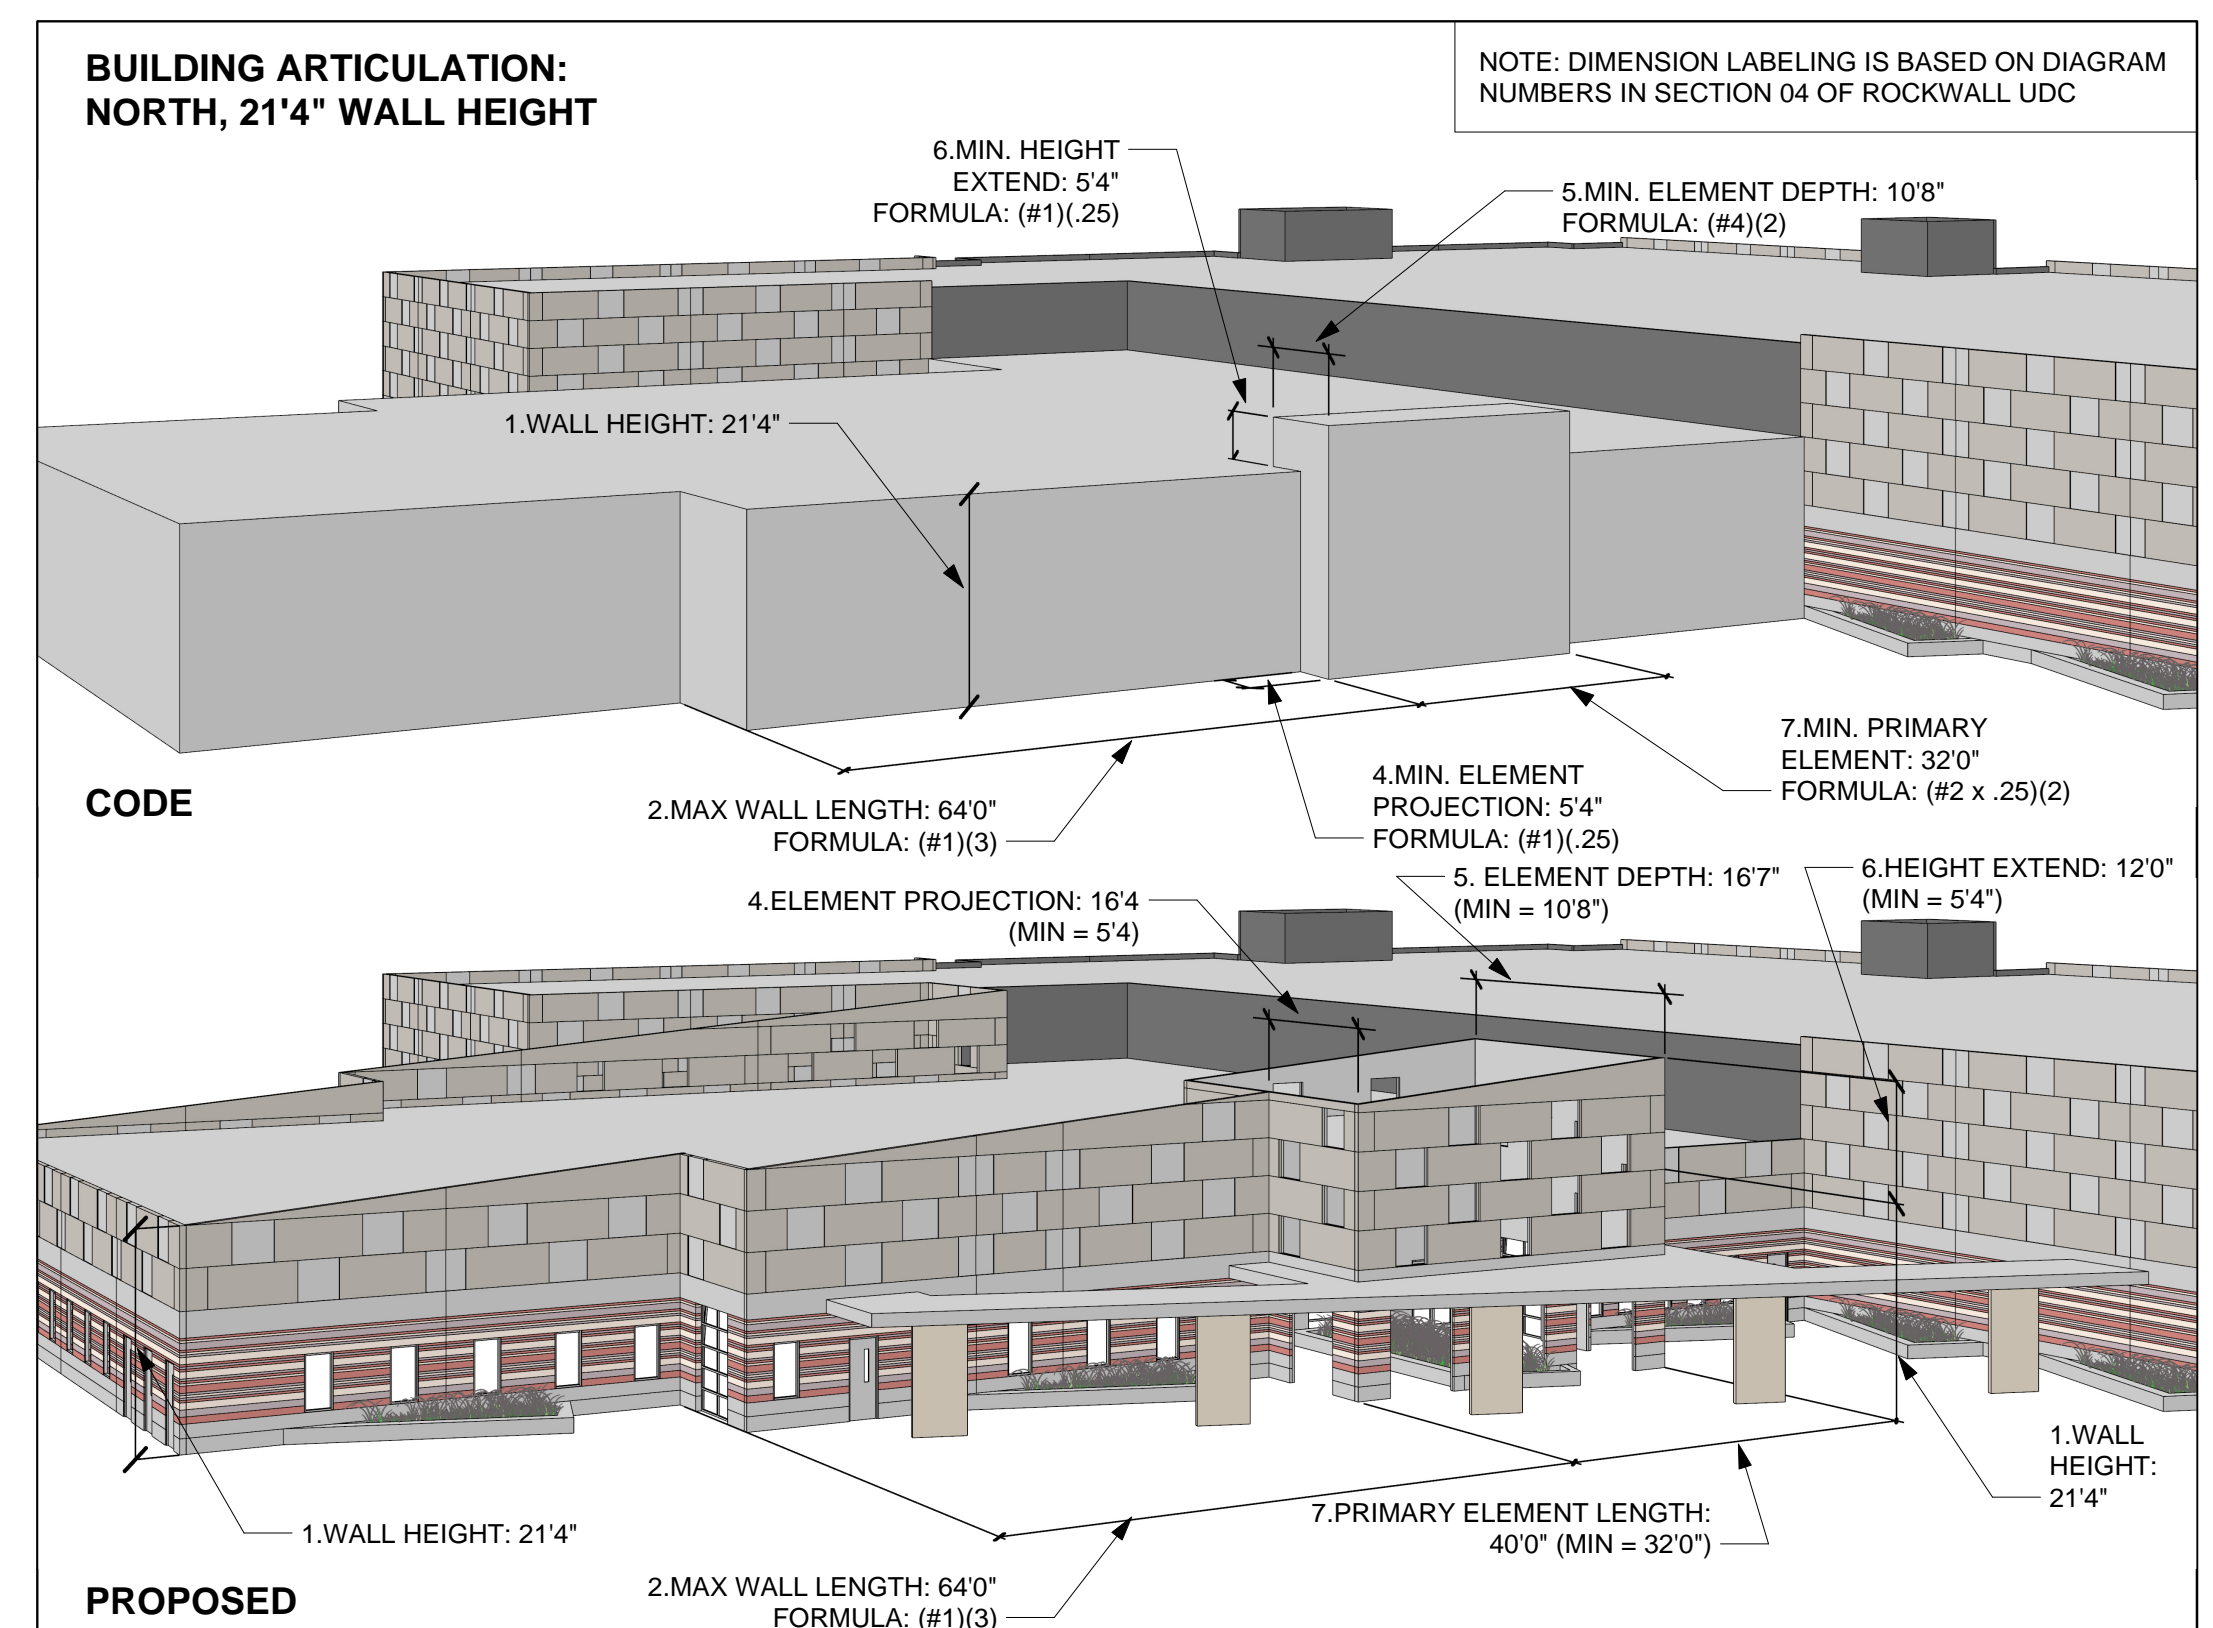 BUILDING ARTICULATION:
NORTH, 21'4" WALL HEIGHT
NOTE: DIMENSION LABELING IS BASED ON DIAGRAM
NUMBERS IN SECTION 04 OF ROCKWALL UDC
6.MIN. HEIGHT
EXTEND: 5'4"
FORMULA: (#1)(.25)
5.MIN. ELEMENT DEPTH: 10'8"
FORMULA: (#4)(2)
1.WALL HEIGHT: 21'4"
CODE
2.MAX WALL LENGTH: 64'0"
FORMULA: (#1)(3)
4.MIN. ELEMENT
PROJECTION: 5'4"
FORMULA: (#1)(.25)
7.MIN. PRIMARY
ELEMENT: 32'0"
FORMULA: (#2 x .25)(2)
4.ELEMENT PROJECTION: 16'4
(MIN = 5'4)
5. ELEMENT DEPTH: 16'7"
(MIN = 10'8")
6.HEIGHT EXTEND: 12'0"
(MIN = 5'4")
1.WALL HEIGHT: 21'4"
7.PRIMARY ELEMENT LENGTH:
40'0" (MIN = 32'0")
1.WALL
HEIGHT:
21'4"
PROPOSED
2.MAX WALL LENGTH: 64'0"
FORMULA: (#1)(3)